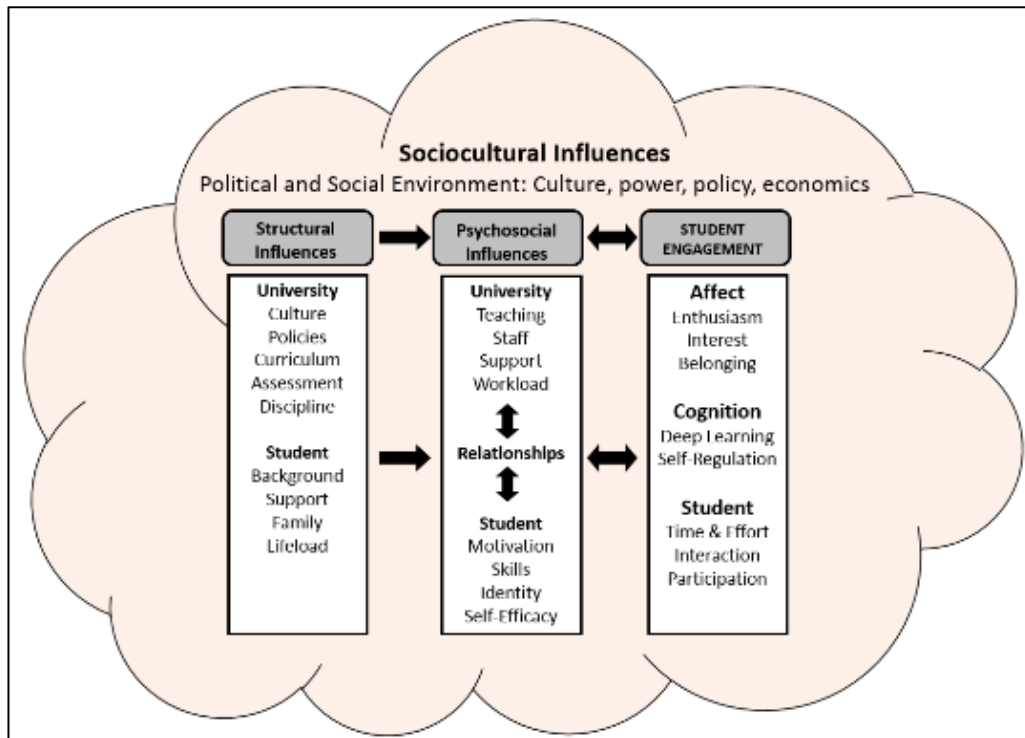 Sociocultural Influences
Political and Social Environment: Culture, power, policy, economics
Structural
Influences
Psychosocial
Influences
STUDENT
ENGAGEMENT
University
Culture
Policies
Curriculum
Assessment
Discipline
Student
Background
Support
Family
Lifeload
University
Teaching
Staff
Support
Workload
Relationships
Student
Motivation
Skills
Identity
Self-Efficacy
Affect
Enthusiasm
Interest
Belonging
Cognition
Deep Learning
Self-Regulation
Student
Time & Effort
Interaction
Participation